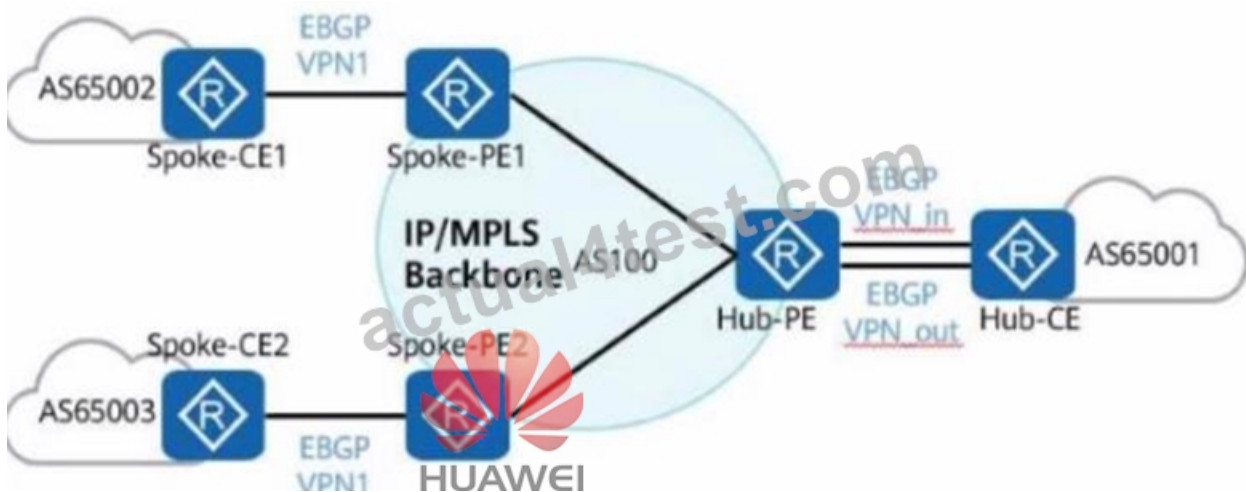 EBGP
VPN1
AS65002
Spoke-CE1
Spoke-PE1
IP/MPLS
Backbone
AS100
EBGP
VPN_in
AS65001
Hub-PE
EBGP
VPN_out
Hub-CE
Spoke-CE2
Spoke-PE2
AS65003
EBGP
VPN1
HUAWEI
actual4test.com
R
R
R
R
R
R